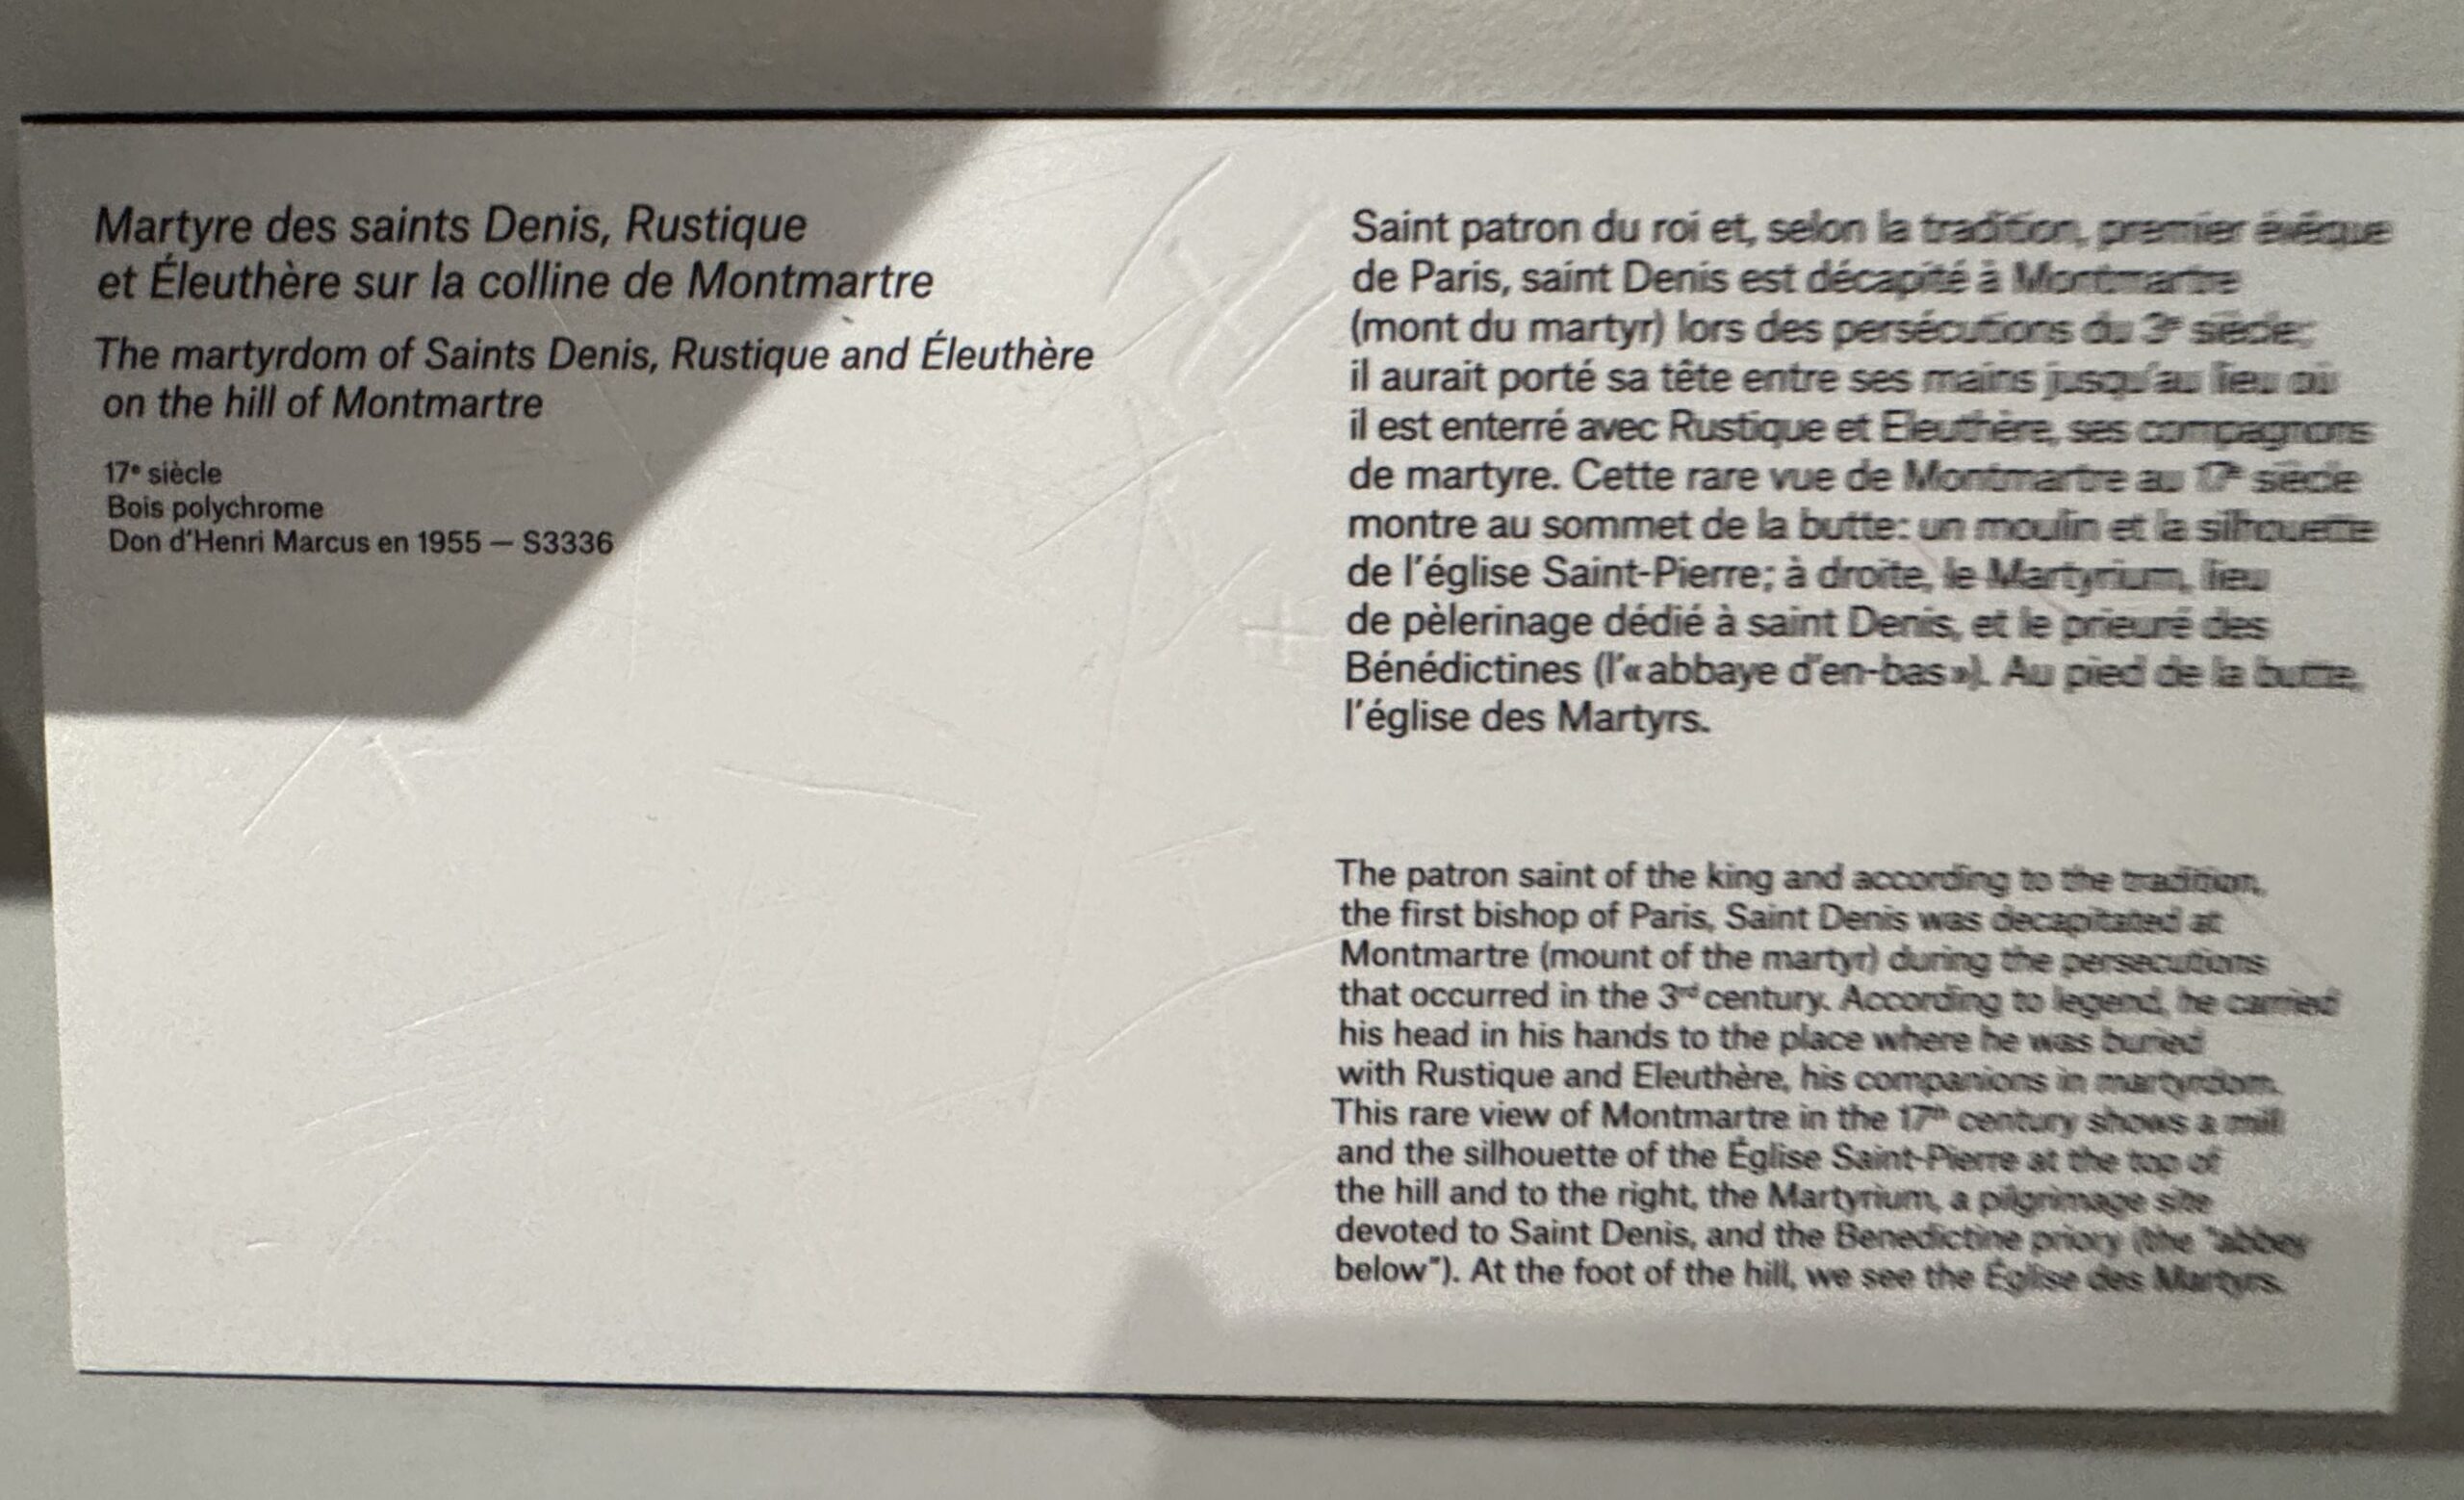 Martyre des saints Denis, Rustique
et Éleuthère sur la colline de Montmartre
The martyrdom of Saints Denis, Rustique and Éleuthère
on the hill of Montmartre
17e siècle
Bois polychrome
Don d'Henri Marcus en 1955 — S3336
Saint patron du roi et, selon la tradition, premier évêque
de Paris, saint Denis est décapité à Montmartre
(mont du martyr) lors des persécutions du 3e siècle;
il aurait porté sa tête entre ses mains jusqu'au lieu où
il est enterré avec Rustique et Eleuthère, ses compagnons
de martyre. Cette rare vue de Montmartre au 17e siècle
montre au sommet de la butte: un moulin et la silhouette
de l'église Saint-Pierre; à droite, le Martyrium, lieu
de pèlerinage dédié à saint Denis, et le prieuré des
Bénédictines (l'«abbaye d'en-bas»). Au pied de la butte,
l'église des Martyrs.
The patron saint of the king and according to the tradition,
the first bishop of Paris, Saint Denis was decapitated at
Montmartre (mount of the martyr) during the persecutions
that occurred in the 3rd century. According to legend, he carried
his head in his hands to the place where he was buried
with Rustique and Eleuthère, his companions in martyrdom.
This rare view of Montmartre in the 17th century shows a mill
and the silhouette of the Église Saint-Pierre at the top of
the hill and to the right, the Martyrium, a pilgrimage site
devoted to Saint Denis, and the Benedictine priory (the "abbey
below"). At the foot of the hill, we see the Église des Martyrs.